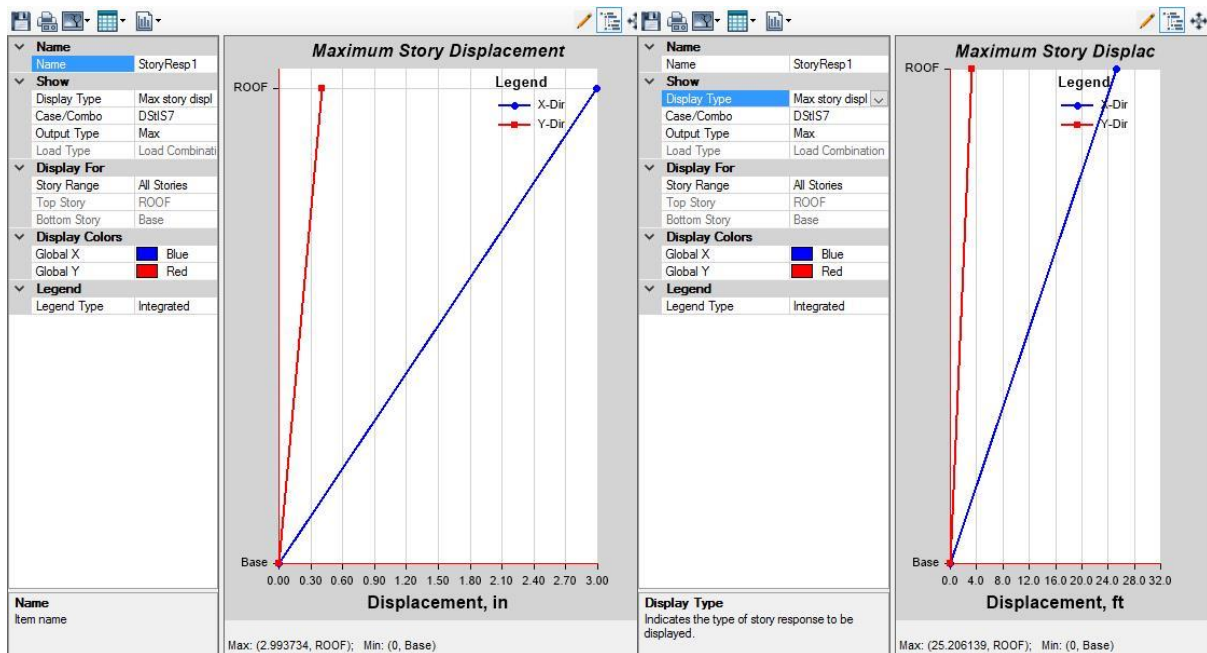 Name
Name StoryResp1
Show
Display Type Max story displ
Case/Combo DStlS7
Output Type Max
Load Type Load Combinati
Display For
Story Range All Stories
Top Story ROOF
Bottom Story Base
Display Colors
Global X Blue
Global Y Red
Legend
Legend Type Integrated
Name
Item name
Maximum Story Displacement
Legend
X-Dir
Y-Dir
ROOF
Base
0.00 0.30 0.60 0.90 1.20 1.50 1.80 2.10 2.40 2.70 3.00
Displacement, in
Max: (2.993734, ROOF); Min: (0, Base)
Name
Name StoryResp1
Show
Display Type Max story displ
Case/Combo DStlS7
Output Type Max
Load Type Load Combination
Display For
Story Range All Stories
Top Story ROOF
Bottom Story Base
Display Colors
Global X Blue
Global Y Red
Legend
Legend Type Integrated
Display Type
Indicates the type of story response to be
displayed.
Maximum Story Displac
Legend
X-Dir
Y-Dir
ROOF
Base
0.0 4.0 8.0 12.0 16.0 20.0 24.0 28.0 32.0
Displacement, ft
Max: (25.206139, ROOF); Min: (0, Base)